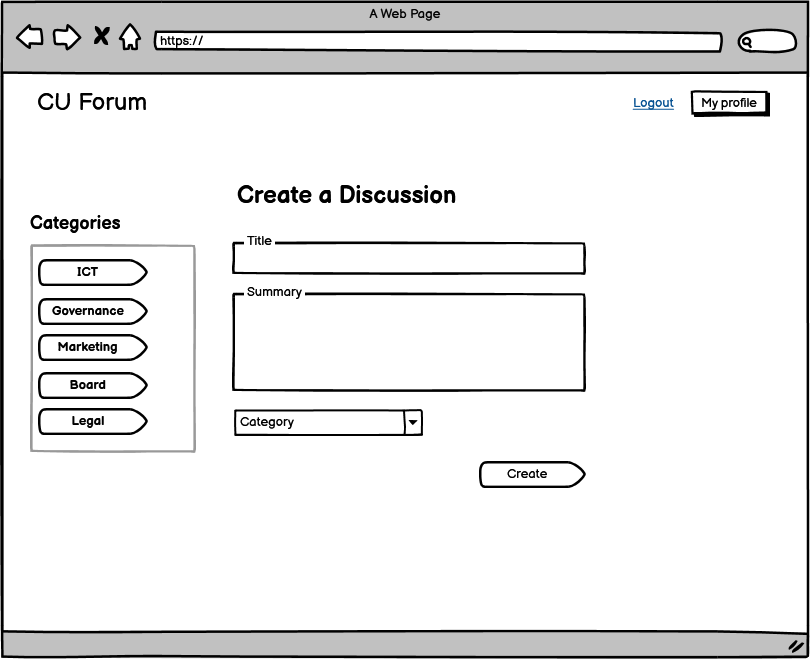 A Web Page
https://
CU Forum
Logout
My profile
Create a Discussion
Categories
ICT
Governance
Marketing
Board
Legal
Title
Summary
Category
Create